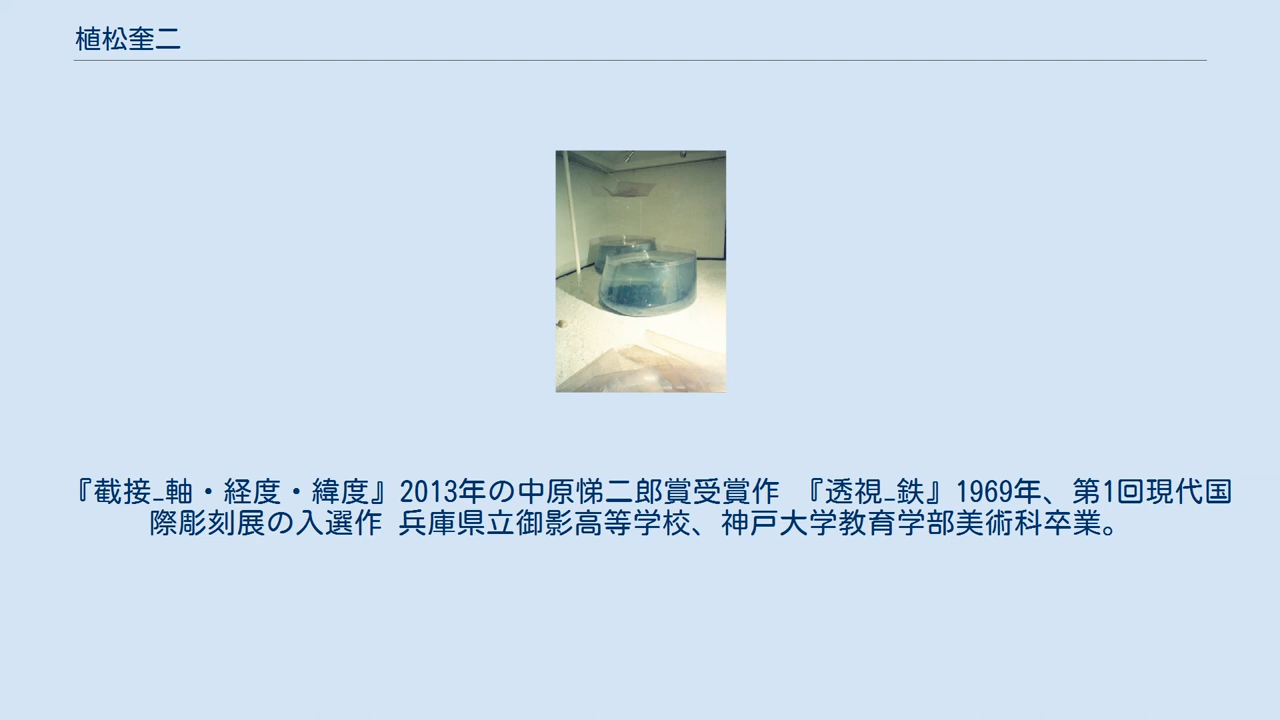 植松奎二
『截接_軸・経度・緯度』2013年の中原悌二郎賞受賞作 『透視_鉄』1969年、第1回現代国
際彫刻展の入選作 兵庫県立御影高等学校、神戸大学教育学部美術科卒業。